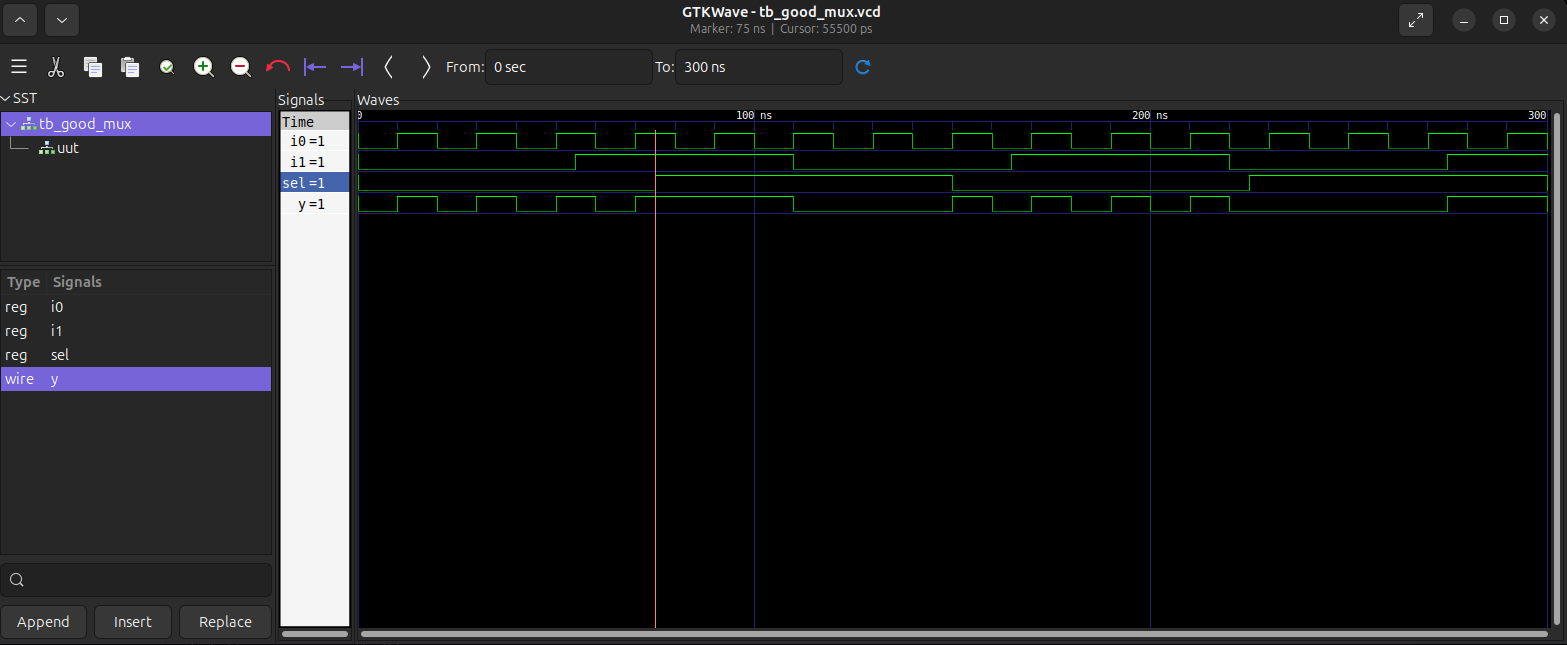 GTKWave - tb_good_mux.vcd
Marker: 75 ns | Cursor: 55500 ps
From: 0 sec To: 300 ns
SST
tb_good_mux
uut
Type Signals
reg i0
reg i1
reg sel
wire y
Append Insert Replace
Signals
Time
i0 =1
i1 =1
sel =1
y =1
Waves
0 100 ns 200 ns 300